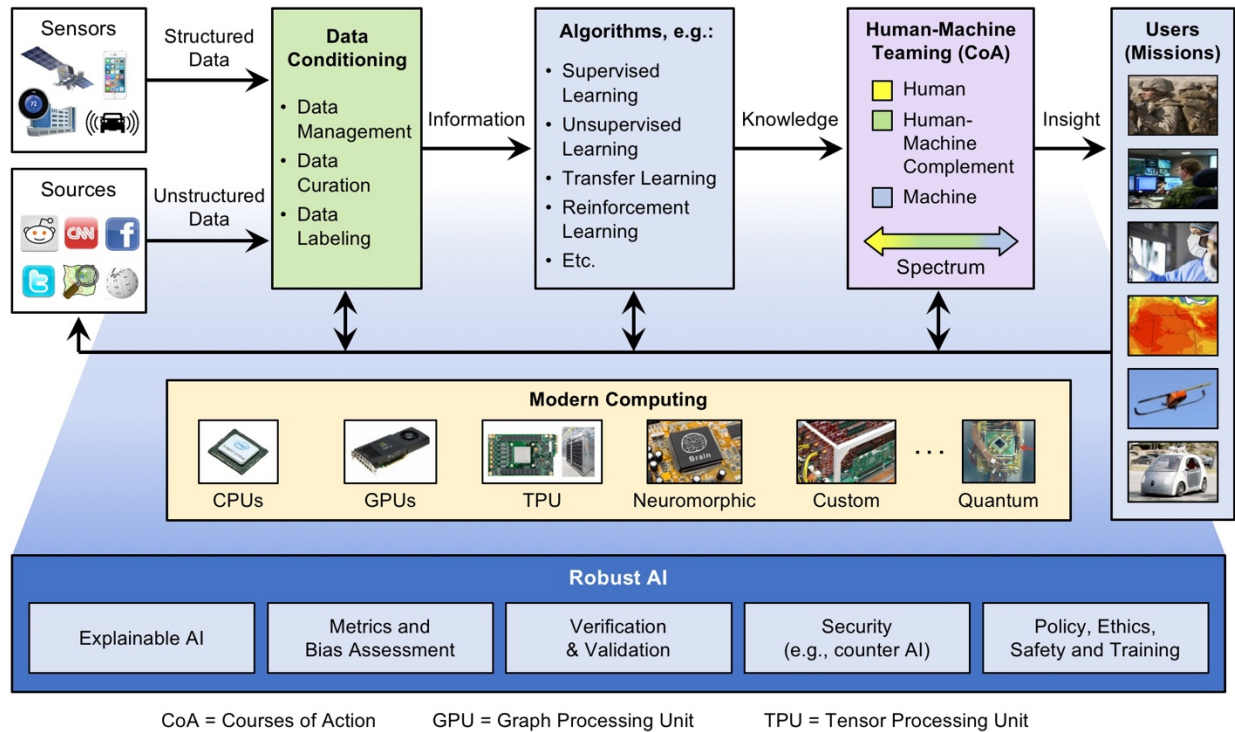 Sensors
71
Structured
Data
Sources
CNN
Unstructured
Data
Data
Conditioning
• Data
Management
• Data
Curation
• Data
Labeling
Information
Algorithms, e.g.:
• Supervised
Learning
• Unsupervised
Learning
• Transfer Learning
• Reinforcement
Learning
• Etc.
Knowledge
Human-Machine
Teaming (CoA)
Human
Human-
Machine
Complement
Machine
Spectrum
Insight
Users
(Missions)
Modern Computing
CPUs
GPUs
TPU
Brain
Neuromorphic
Custom
. . .
Quantum
Robust AI
Explainable AI
Metrics and
Bias Assessment
Verification
& Validation
Security
(e.g., counter AI)
Policy, Ethics,
Safety and Training
CoA = Courses of Action GPU = Graph Processing Unit TPU = Tensor Processing Unit